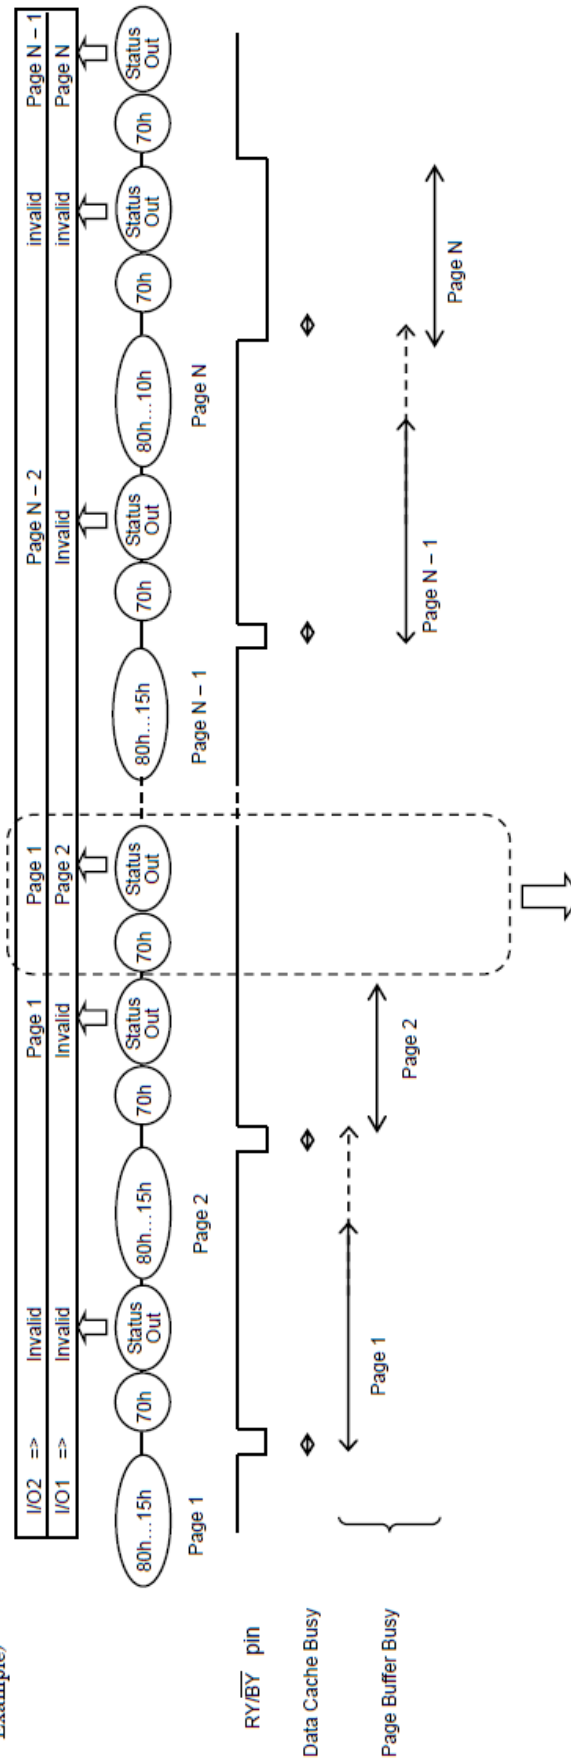 Example)
I/O2 => Invalid Page 1 Page 1 Page N – 2 invalid Page N – 1
I/O1 => Invalid Invalid Page 2 Invalid invalid Page N
80h…15h 70h Status Out 80h…15h 70h Status Out 70h Status Out 80h…15h 70h Status Out 80h…10h 70h Status Out 70h Status Out
Page 1 Page 2 Page N – 1 Page N
RY/BY pin
Data Cache Busy
Page Buffer Busy
Page 1 Page 2 Page N – 1 Page N